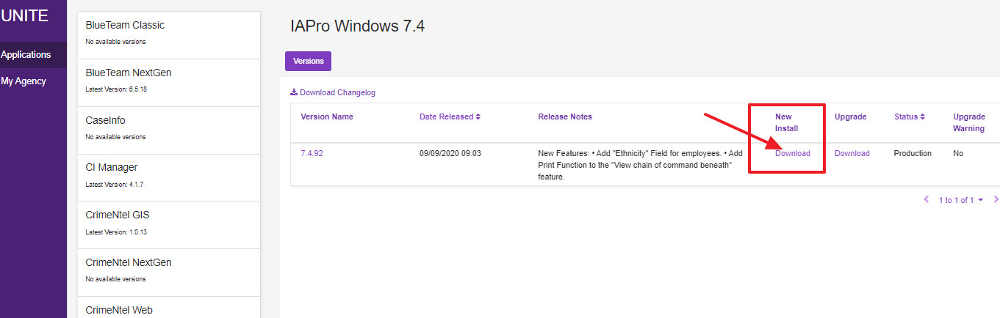 UNITE
Applications
My Agency
BlueTeam Classic
No available versions
BlueTeam NextGen
Latest Version: 6.5.18
CaseInfo
No available versions
CI Manager
Latest Version: 4.1.7
CrimeNtel GIS
Latest Version: 1.0.13
CrimeNtel NextGen
No available versions
CrimeNtel Web
IAPro Windows 7.4
Versions
Download Changelog
Version Name Date Released Release Notes New Install Upgrade Status Upgrade Warning
7.4.92 09/09/2020 09:03 New Features: • Add "Ethnicity" Field for employees. • Add Download Download Production No
Print Function to the "View chain of command beneath"
feature.
1 to 1 of 1